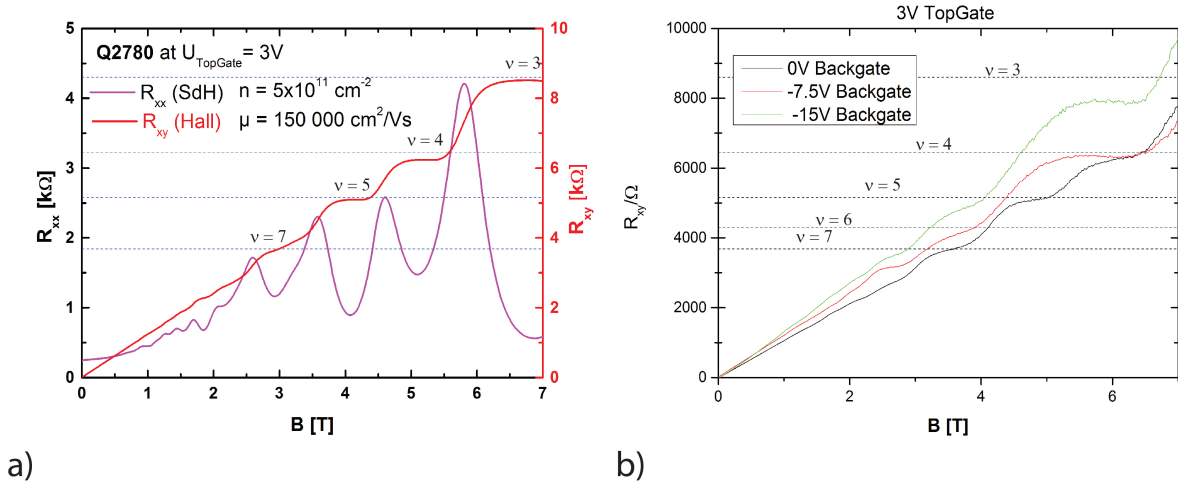 Q2780 at U_TopGate = 3V
R_xx (SdH) n = 5x10^11 cm^-2
R_xy (Hall) μ = 150 000 cm^2/Vs
ν = 3
ν = 4
ν = 5
ν = 7
5
4
3
2
1
0
R_xx [kΩ]
10
8
6
4
2
0
R_xy [kΩ]
0 1 2 3 4 5 6 7
B [T]
a)
3V TopGate
0V Backgate
-7.5V Backgate
-15V Backgate
ν = 3
ν = 4
ν = 5
ν = 6
ν = 7
10000
8000
6000
4000
2000
0
R_xy/Ω
0 2 4 6
B [T]
b)